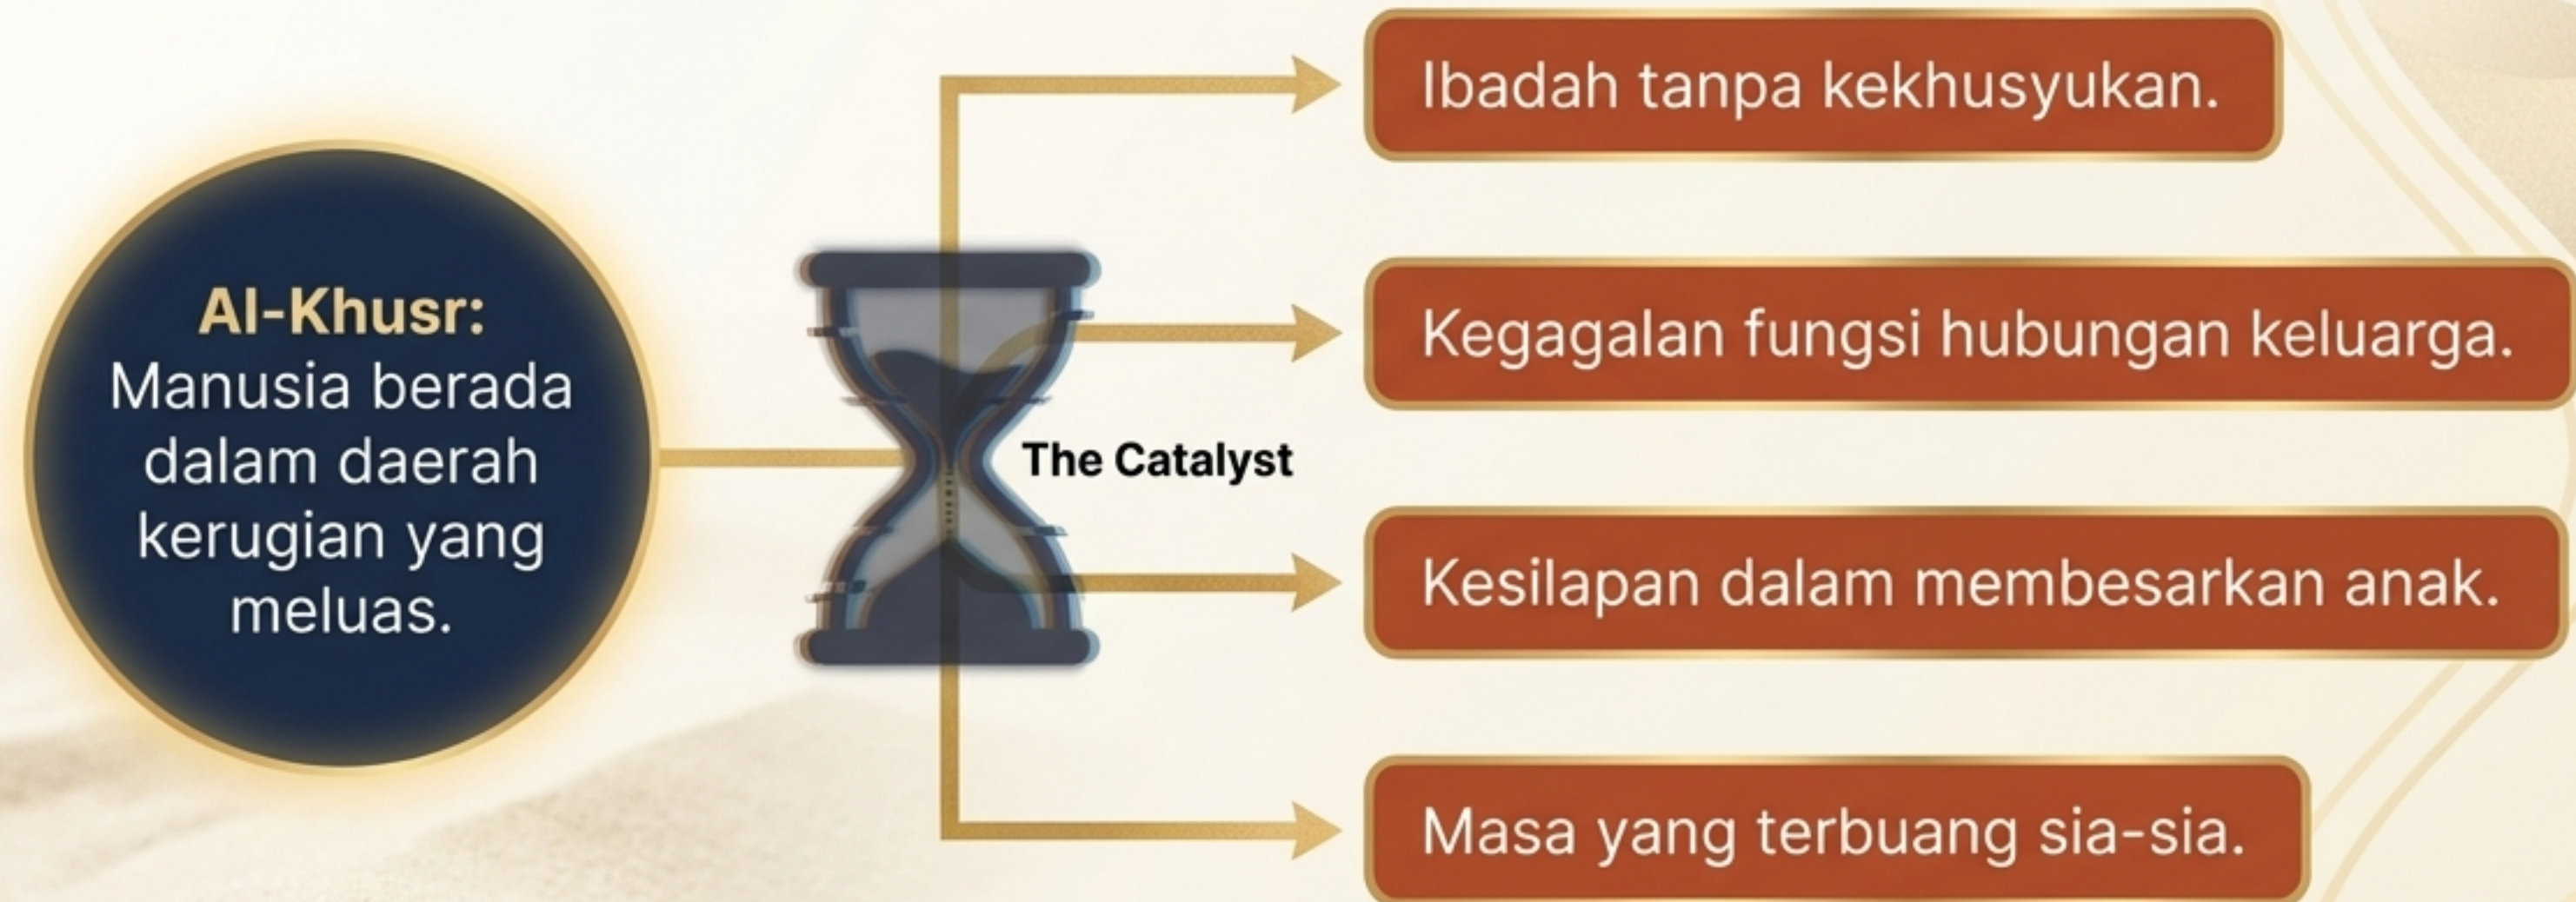 Al-Khusr:
Manusia berada
dalam daerah
kerugian yang
meluas.
The Catalyst
Ibadah tanpa kekhusyukan.
Kegagalan fungsi hubungan keluarga.
Kesilapan dalam membesarkan anak.
Masa yang terbuang sia-sia.